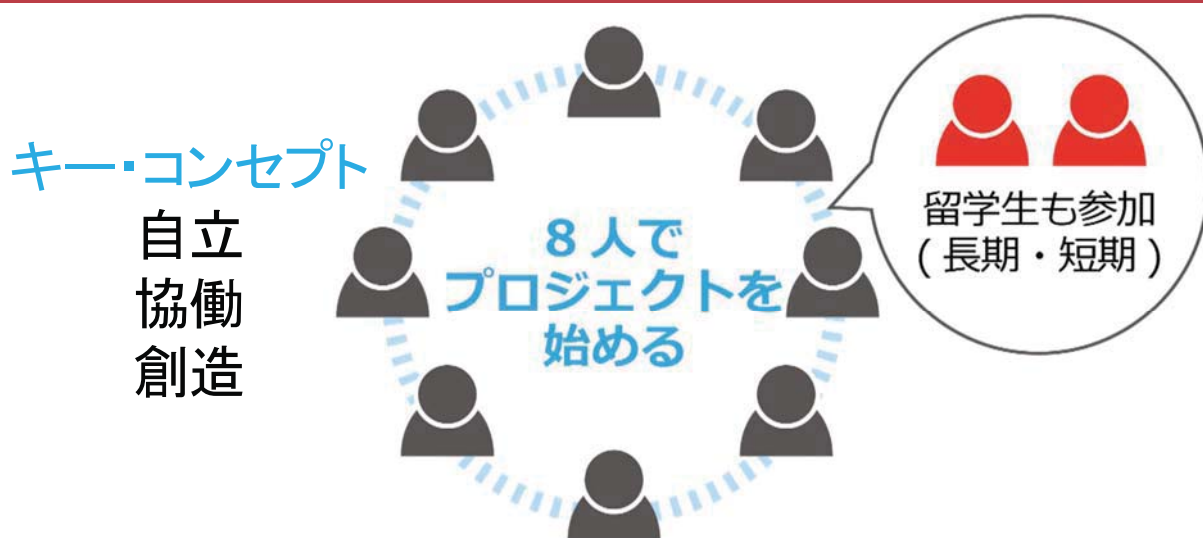 キー・コンセプト
自立
協働
創造
8人で
プロジェクトを
始める
留学生も参加
(長期・短期)